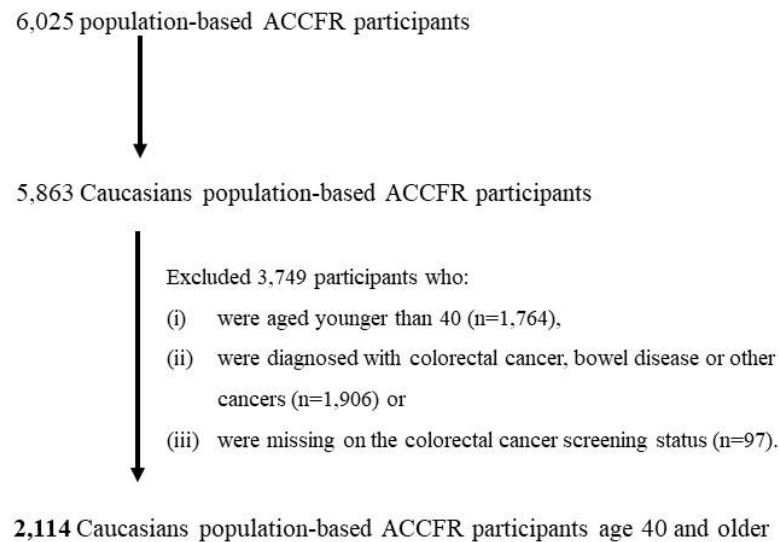 6,025 population-based ACCFR participants
5,863 Caucasians population-based ACCFR participants
Excluded 3,749 participants who:
(i) were aged younger than 40 (n=1,764),
(ii) were diagnosed with colorectal cancer, bowel disease or other
cancers (n=1,906) or
(iii) were missing on the colorectal cancer screening status (n=97).
2,114 Caucasians population-based ACCFR participants age 40 and older